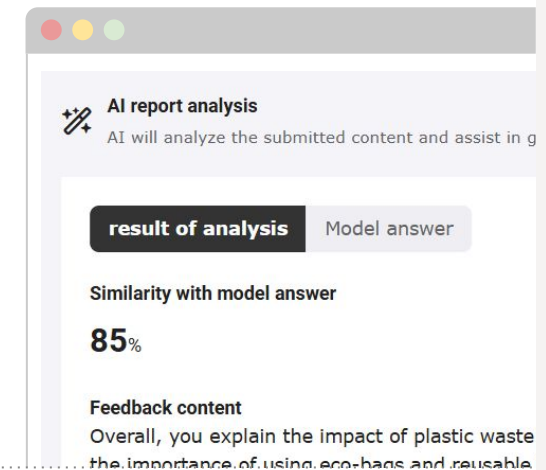 AI report analysis
AI will analyze the submitted content and assist in g
result of analysis
Model answer
Similarity with model answer
85%
Feedback content
Overall, you explain the impact of plastic waste
the importance of using eco-bags and reusable